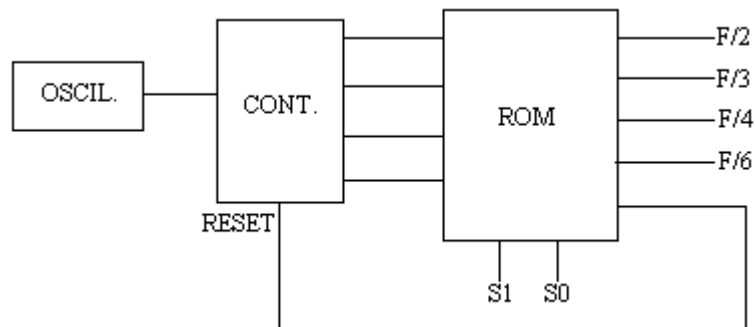 OSCIL.
CONT.
RESET
ROM
F/2
F/3
F/4
F/6
S1 S0